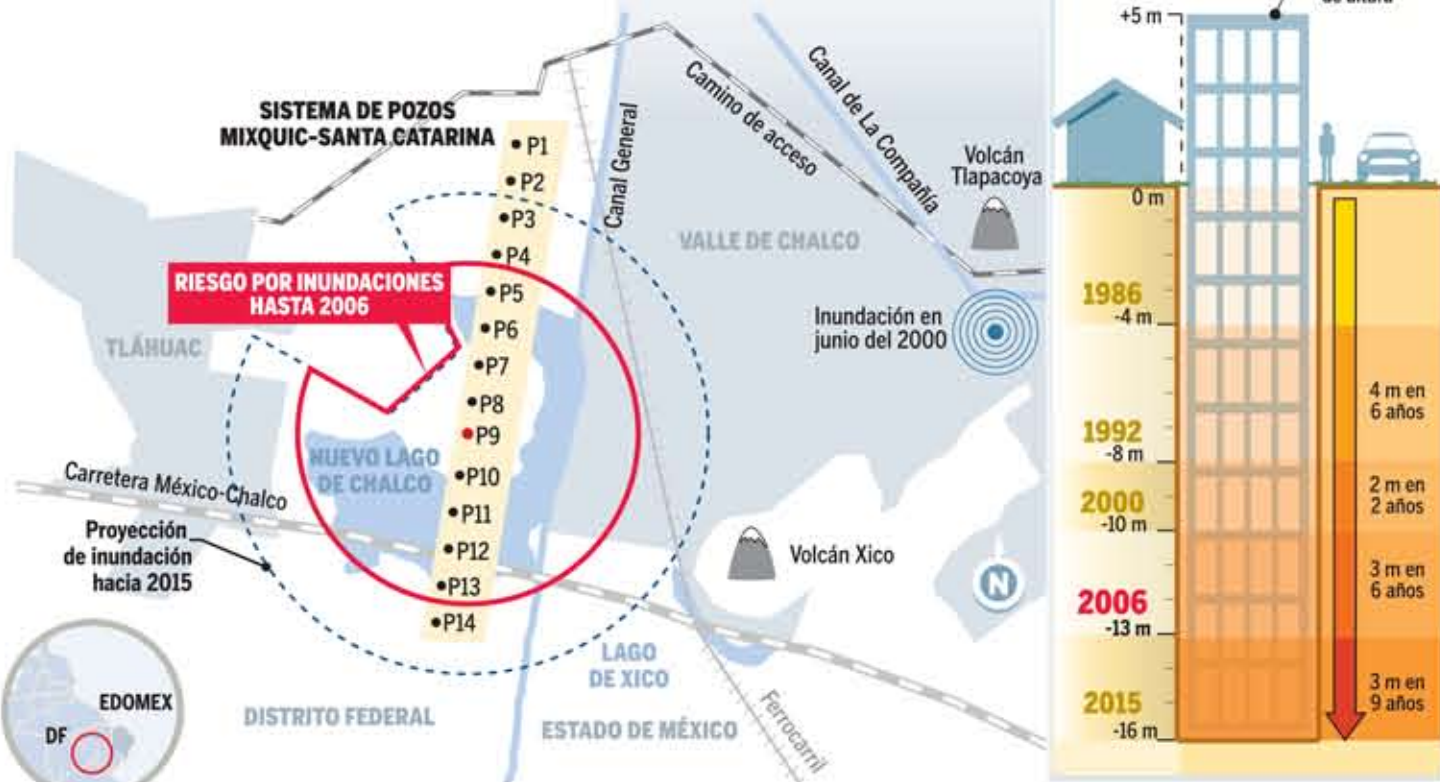 SISTEMA DE POZOS
MIXQUIC-SANTA CATARINA
P1
P2
P3
P4
P5
P6
P7
P8
P9
P10
P11
P12
P13
P14
Canal General
Camino de acceso
Canal de La Compañía
Volcán
Tlapacoya
VALLE DE CHALCO
RIESGO POR INUNDACIONES
HASTA 2006
TLÁHUAC
Inundación en
junio del 2000
NUEVO LAGO
DE CHALCO
Carretera México-Chalco
Proyección
de inundación
hacia 2015
Volcán Xico
N
LAGO
DE XICO
EDOMEX
DF
DISTRITO FEDERAL
ESTADO DE MÉXICO
Ferrocarril
+5 m
0 m
1986
-4 m
4 m en
6 años
1992
-8 m
2000
-10 m
2 m en
2 años
3 m en
6 años
2006
-13 m
3 m en
9 años
2015
-16 m